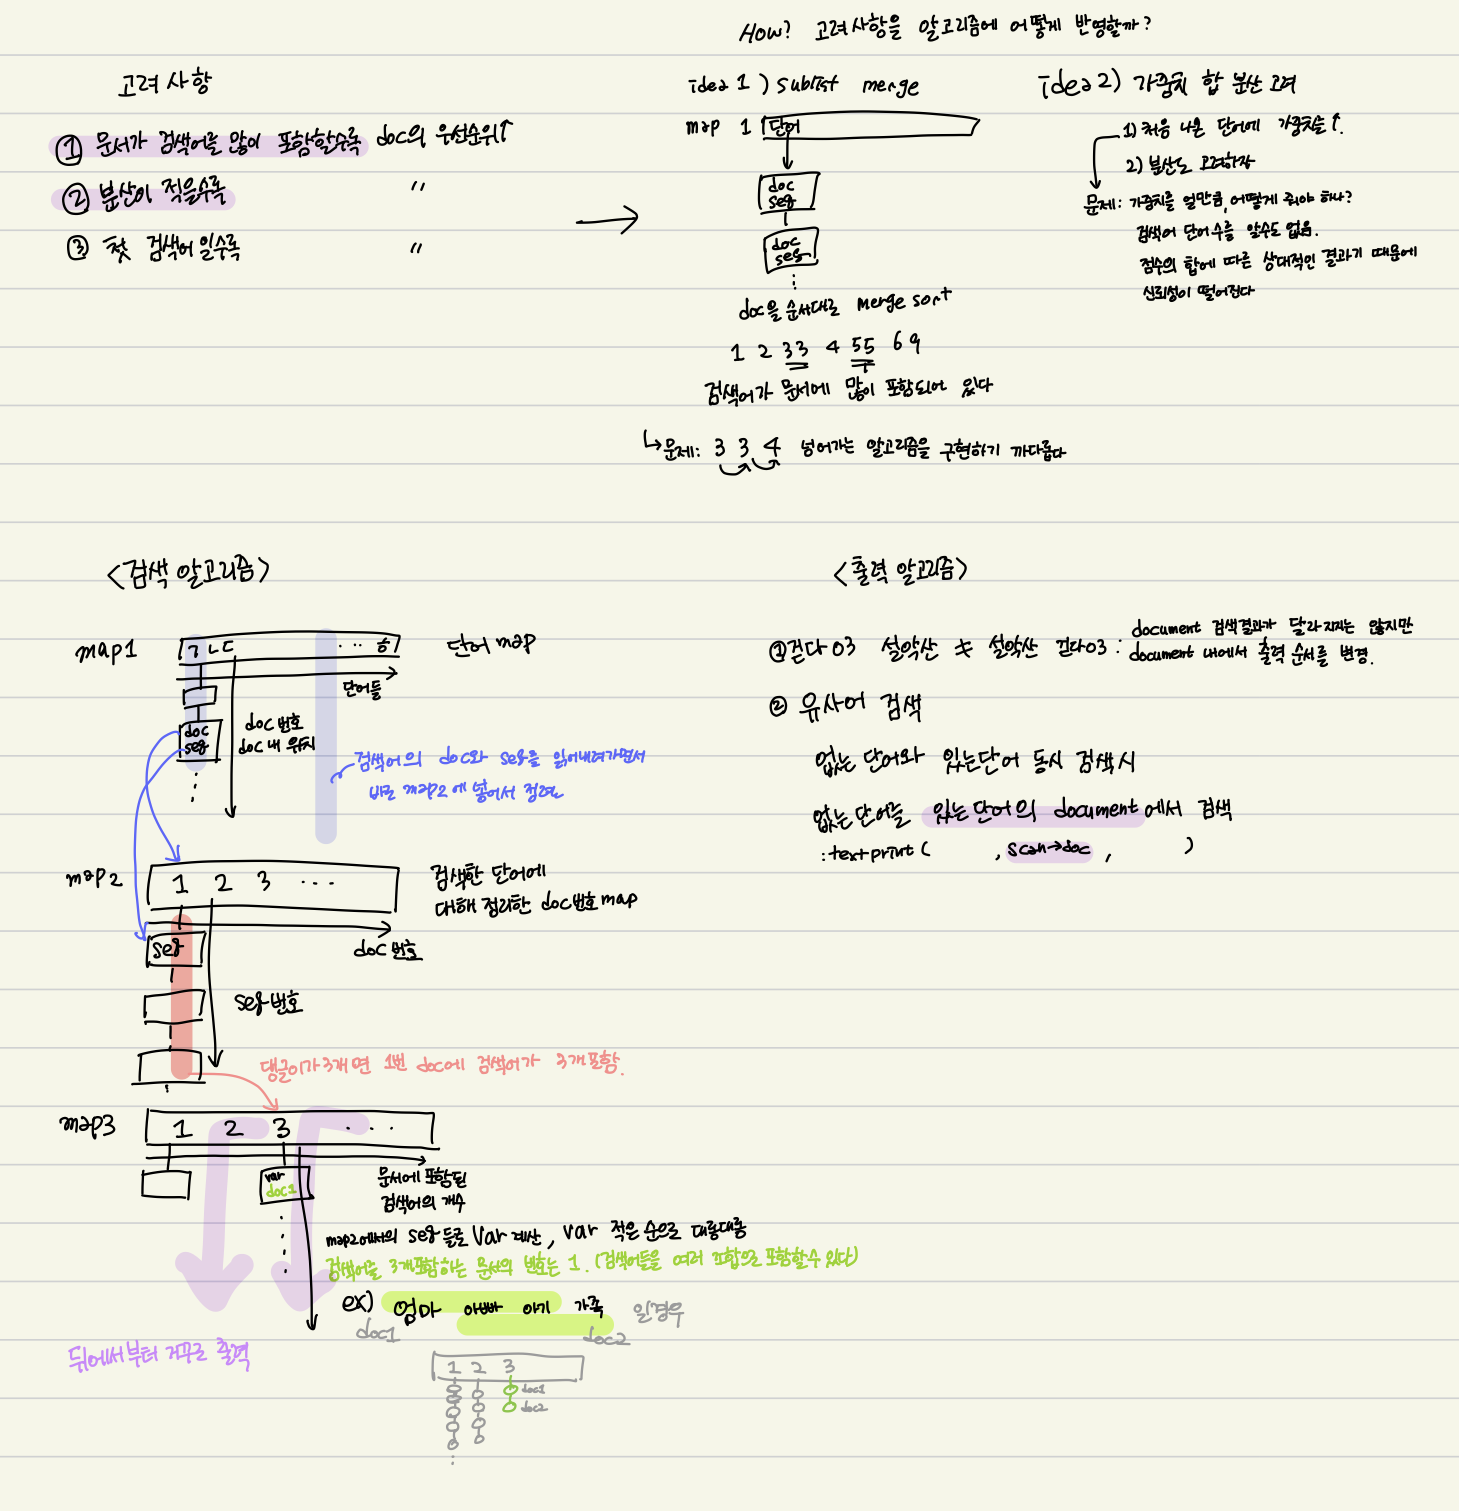 How? 고려사항을 알고리즘에 어떻게 반영할까?
고려 사항
① 문서가 검색어를 많이 포함할수록 doc의 우선순위↑
② 분산이 적을수록 〃
③ 첫 검색어 일수록 〃
idea 1 ) sublist merge
map 1 단어
doc
seg
doc
seg
⋮
doc을 순서대로 merge sort
1 2 33 4 55 6 9
검색어가 문서에 많이 포함되어 있다
↳문제: 3 3 4 넘어가는 알고리즘을 구현하기 까다롭다
idea 2) 가중치 합 분산 고려
1) 처음 나온 단어에 가중치를↑.
2) 분산도 고려하장
문제: 가중치를 얼만큼, 어떻게 줘야 하나?
검색어 단어 수를 알수도 없음.
점수의 합에 따른 상대적인 결과기 때문에
신뢰성이 떨어진다
<검색 알고리즘>
map1 ㄱ ㄴ ㄷ ··· ㅎ 단어 map
단어들
doc
seg
⋮
doc 번호
doc 내 위치
검색어의 doc와 seg를 읽어내려가면서
바로 map2에 넣어서 정렬
map2 1 2 3 ···
검색한 단어에
대해 정리한 doc번호 map
doc 번호
seg
seg 번호
댕글이가 3개면 1번 doc에 검색어가 3개 포함.
map3 1 2 3 ···
var
doc1
문서에 포함된
검색어의 개수
map2에서의 seg들로 Var 계산, var 적은 순으로 대롱대롱
검색어를 3개포함하는 문서의 번호는 1. (검색어들을 여러 조합으로 포함할수 있다)
ex) 엄마 아빠 아기 가족 일경우
doc1 doc2
1 2 3
doc1
doc2
뒤에서부터 거꾸로 출력
<출력 알고리즘>
① 걷다03 설악산 ≠ 설악산 걷다03 : document 검색결과가 달라지지는 않지만
document 내에서 출력 순서를 변경.
② 유사어 검색
없는 단어와 있는단어 동시 검색시
없는 단어를 있는 단어의 document에서 검색
: textprint ( , scan→doc , )